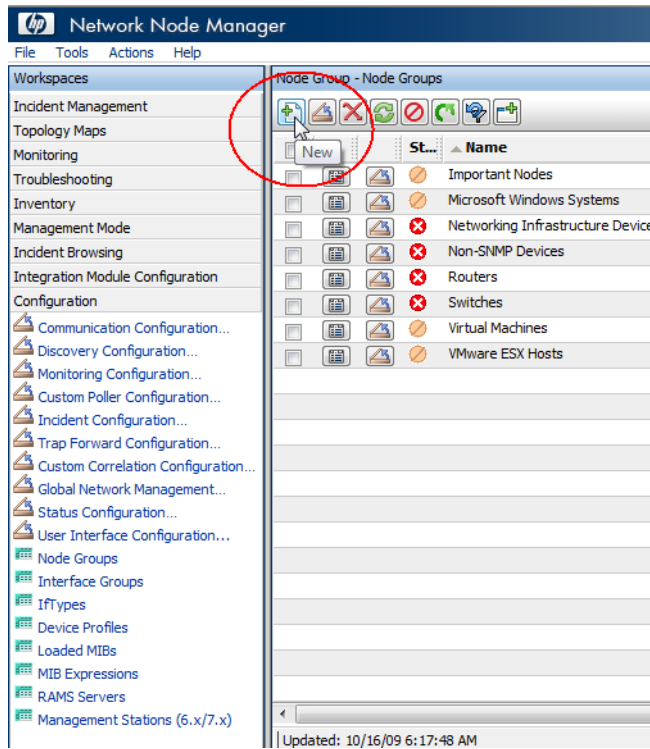 hp Network Node Manager
File Tools Actions Help
Workspaces
Incident Management
Topology Maps
Monitoring
Troubleshooting
Inventory
Management Mode
Incident Browsing
Integration Module Configuration
Configuration
Communication Configuration...
Discovery Configuration...
Monitoring Configuration...
Custom Poller Configuration...
Incident Configuration...
Trap Forward Configuration...
Custom Correlation Configuration...
Global Network Management...
Status Configuration...
User Interface Configuration...
Node Groups
Interface Groups
IfTypes
Device Profiles
Loaded MIBs
MIB Expressions
RAMS Servers
Management Stations (6.x/7.x)
Node Group - Node Groups
New
St... Name
Important Nodes
Microsoft Windows Systems
Networking Infrastructure Device
Non-SNMP Devices
Routers
Switches
Virtual Machines
VMware ESX Hosts
Updated: 10/16/09 6:17:48 AM